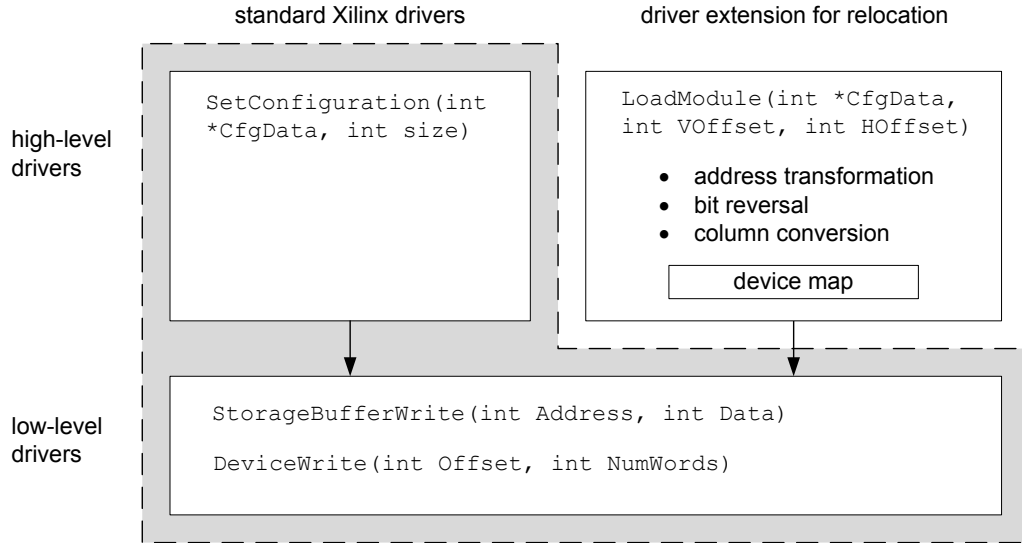 standard Xilinx drivers
driver extension for relocation
high-level
drivers
SetConfiguration(int
*CfgData, int size)
LoadModule(int *CfgData,
int VOffset, int HOffset)
• address transformation
• bit reversal
• column conversion
device map
low-level
drivers
StorageBufferWrite(int Address, int Data)
DeviceWrite(int Offset, int NumWords)